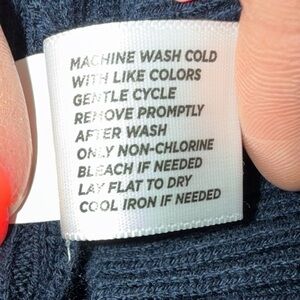 MACHINE WASH COLD
WITH LIKE COLORS
GENTLE CYCLE
REMOVE PROMPTLY
AFTER WASH
ONLY NON-CHLORINE
BLEACH IF NEEDED
LAY FLAT TO DRY
COOL IRON IF NEEDED